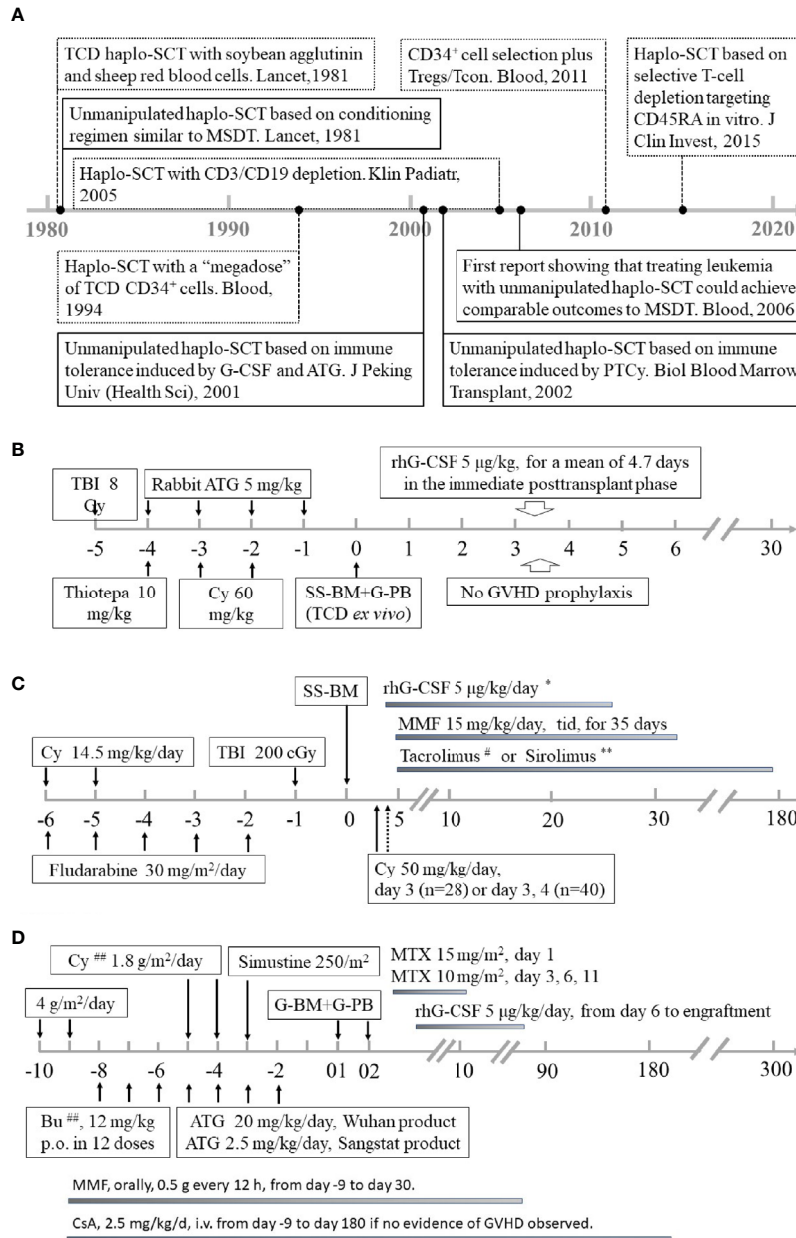 A
TCD haplo-SCT with soybean agglutinin
and sheep red blood cells. Lancet,1981
CD34+ cell selection plus
Tregs/Tcon. Blood, 2011
Haplo-SCT based on
selective T-cell
depletion targeting
CD45RA in vitro. J
Clin Invest, 2015
Unmanipulated haplo-SCT based on conditioning
regimen similar to MSDT. Lancet, 1981
Haplo-SCT with CD3/CD19 depletion. Klin Padiatr,
2005
1980 1990 2000 2010 2020
Haplo-SCT with a “megadose”
of TCD CD34+ cells. Blood,
1994
First report showing that treating leukemia
with unmanipulated haplo-SCT could achieve
comparable outcomes to MSDT. Blood, 2006
Unmanipulated haplo-SCT based on immune
tolerance induced by G-CSF and ATG. J Peking
Univ (Health Sci), 2001
Unmanipulated haplo-SCT based on immune
tolerance induced by PTCy. Biol Blood Marrow
Transplant, 2002
B
TBI 8
Gy
Rabbit ATG 5 mg/kg
rhG-CSF 5 μg/kg, for a mean of 4.7 days
in the immediate posttransplant phase
-5 -4 -3 -2 -1 0 1 2 3 4 5 6 30
Thiotepa 10
mg/kg
Cy 60
mg/kg
SS-BM+G-PB
(TCD ex vivo)
No GVHD prophylaxis
C
SS-BM
rhG-CSF 5 μg/kg/day *
MMF 15 mg/kg/day, tid, for 35 days
Tacrolimus # or Sirolimus **
Cy 14.5 mg/kg/day
TBI 200 cGy
-6 -5 -4 -3 -2 -1 0 5 10 20 30 180
Fludarabine 30 mg/m2/day
Cy 50 mg/kg/day,
day 3 (n=28) or day 3, 4 (n=40)
D
Cy ## 1.8 g/m2/day
Simustine 250/m2
MTX 15 mg/m2, day 1
MTX 10 mg/m2, day 3, 6, 11
4 g/m2/day
G-BM+G-PB
rhG-CSF 5 μg/kg/day, from day 6 to engraftment
-10 -8 -6 -4 -2 01 02 10 90 180 300
Bu ##, 12 mg/kg
p.o. in 12 doses
ATG 20 mg/kg/day, Wuhan product
ATG 2.5 mg/kg/day, Sangstat product
MMF, orally, 0.5 g every 12 h, from day -9 to day 30.
CsA, 2.5 mg/kg/d, i.v. from day -9 to day 180 if no evidence of GVHD observed.